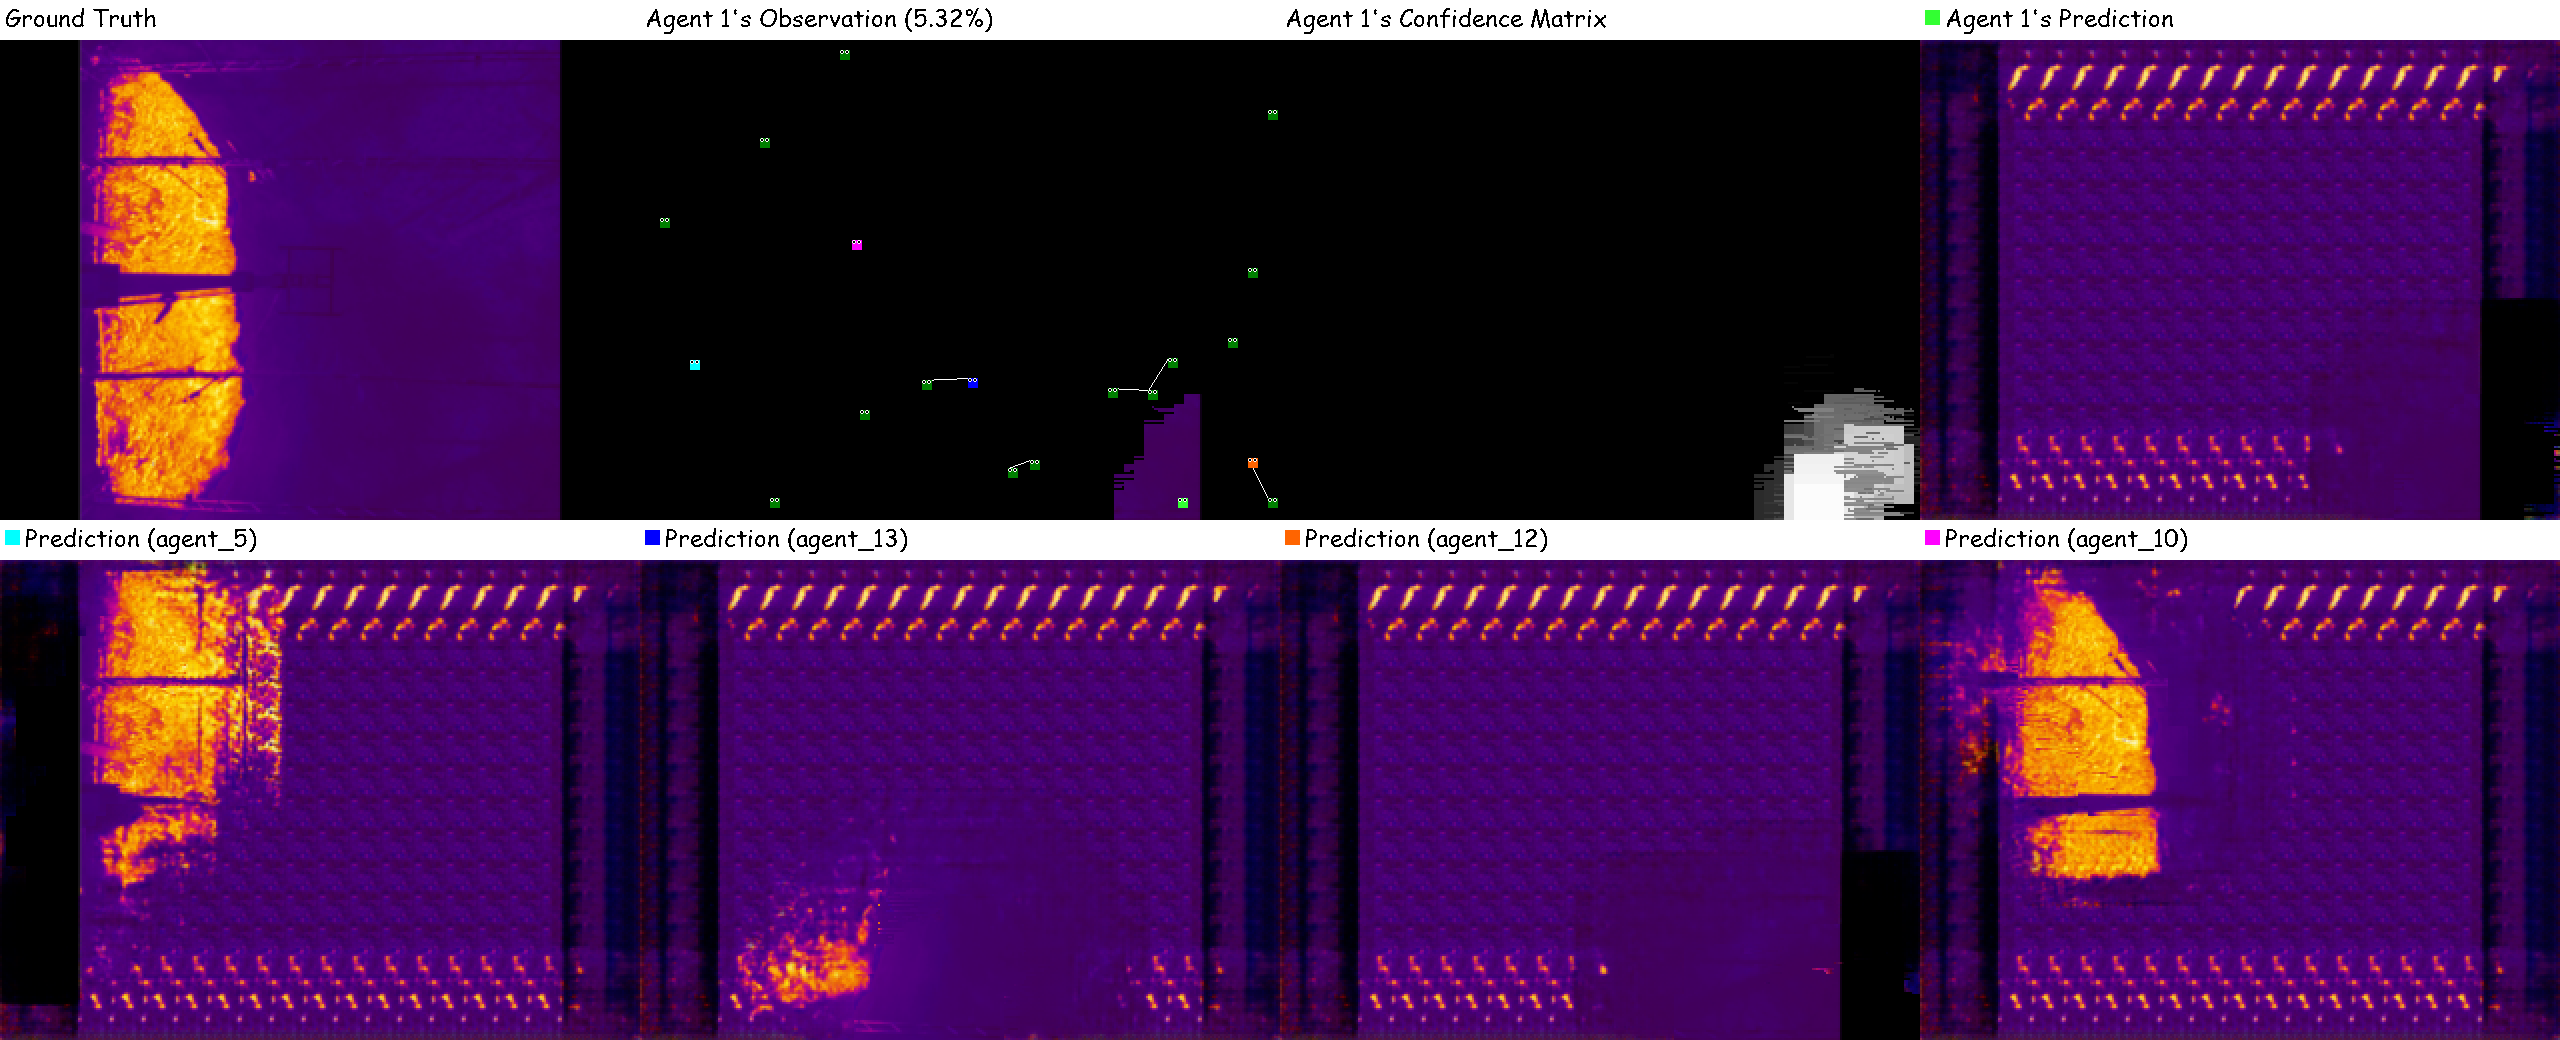 Ground Truth
Agent 1's Observation (5.32%)
Agent 1's Confidence Matrix
Agent 1's Prediction
Prediction (agent_5)
Prediction (agent_13)
Prediction (agent_12)
Prediction (agent_10)